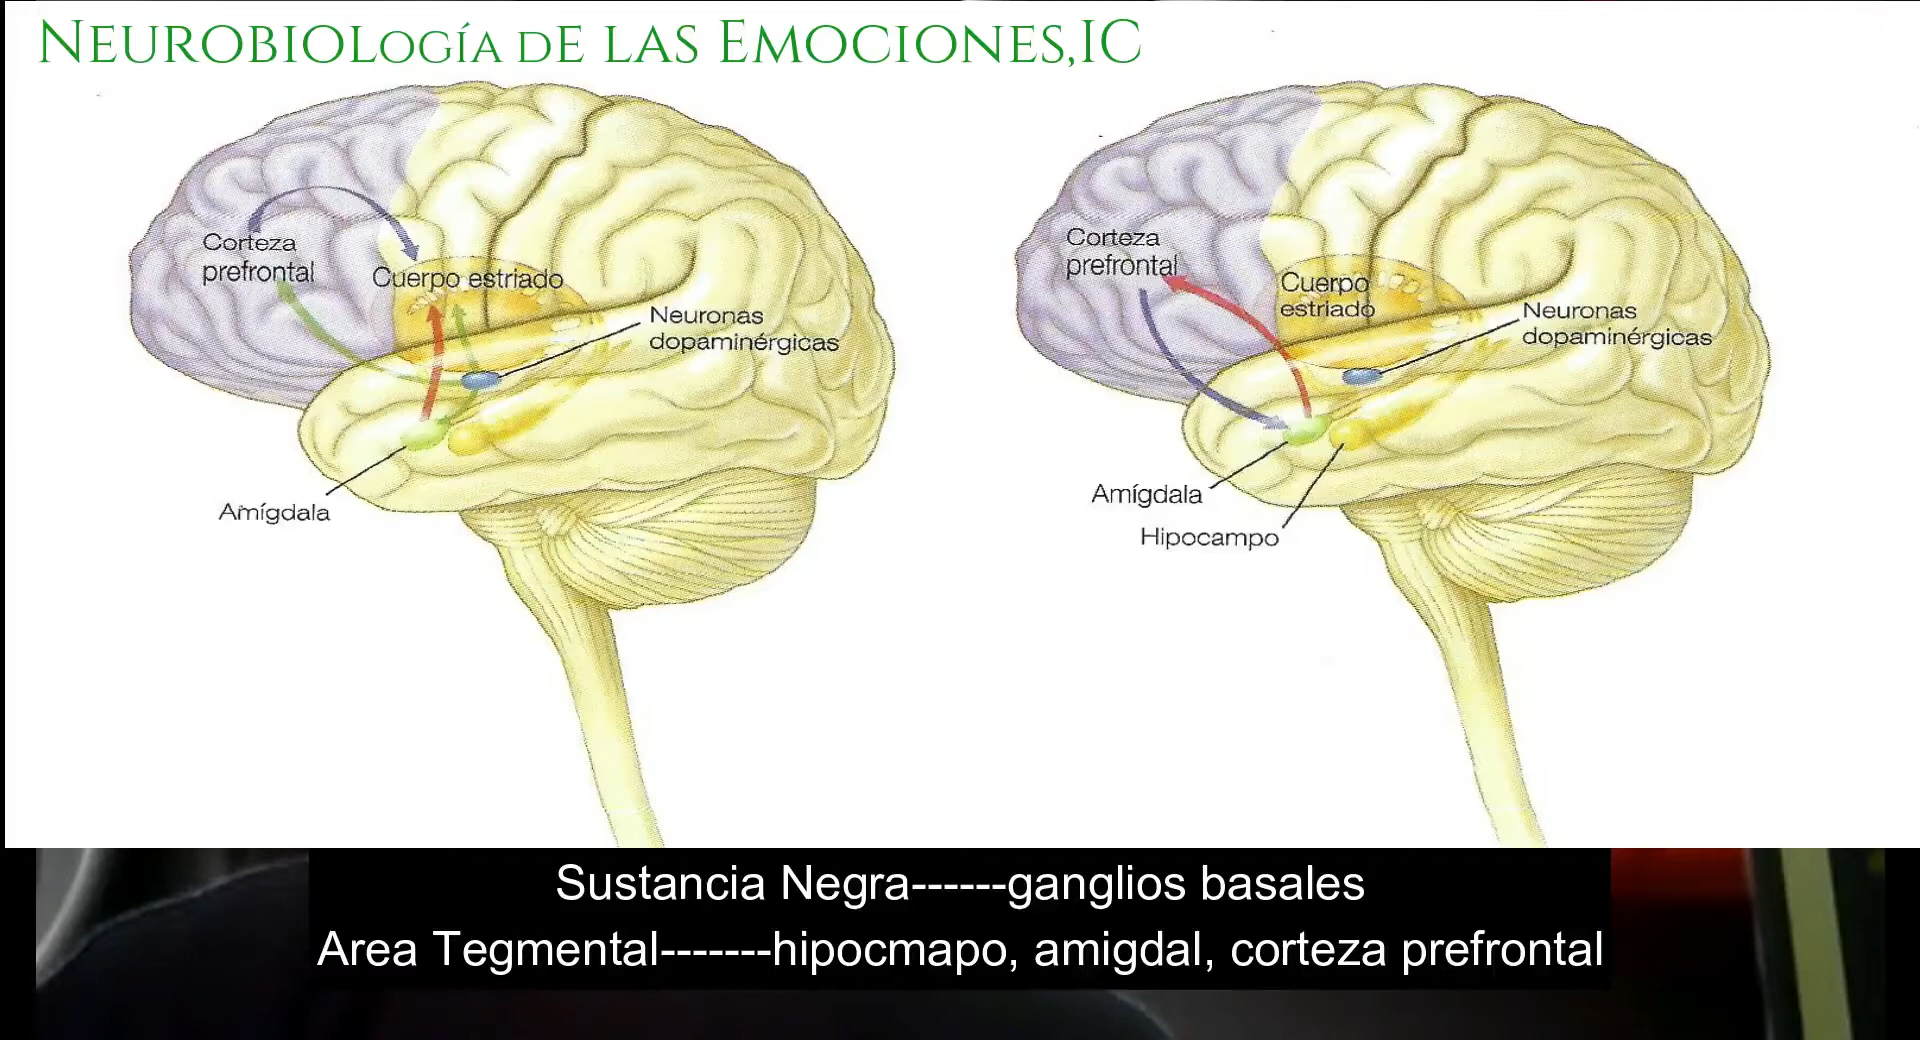 Neurobiología de las Emociones,IC
Corteza
prefrontal
Cuerpo estriado
Neuronas
dopaminérgicas
Amígdala
Corteza
prefrontal
Cuerpo
estriado
Neuronas
dopaminérgicas
Amígdala
Hipocampo
Sustancia Negra------ganglios basales
Area Tegmental-------hipocmapo, amigdal, corteza prefrontal